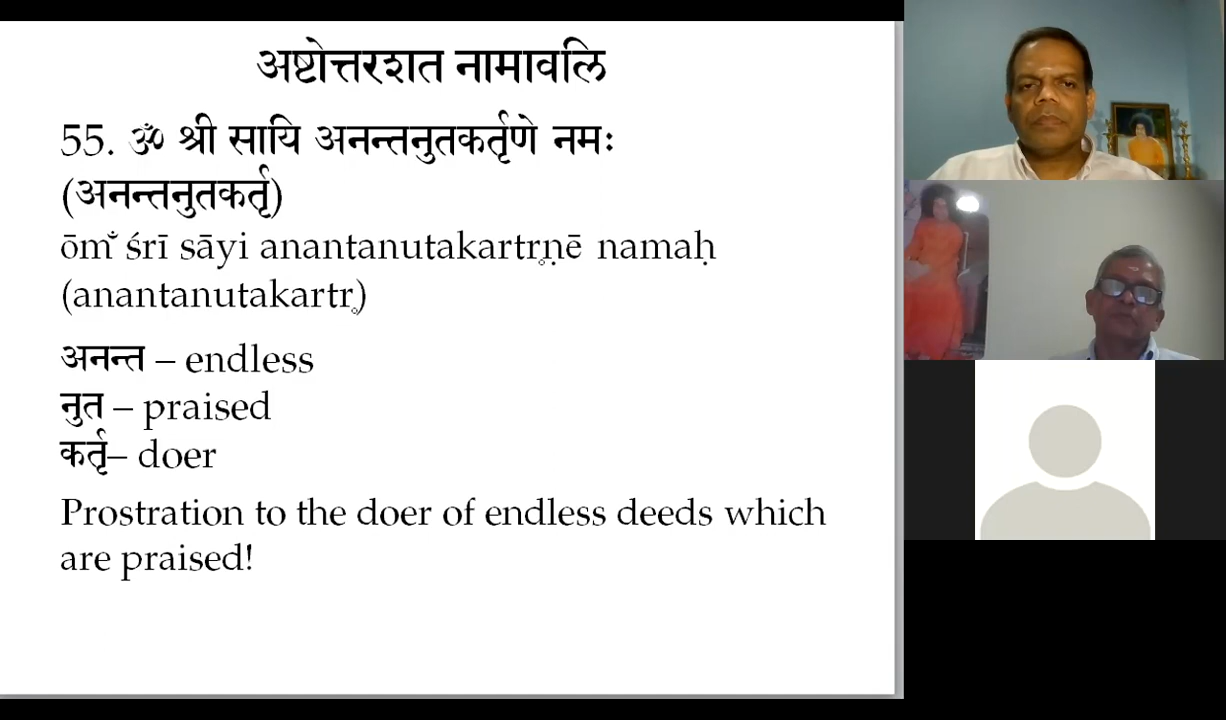 अष्टोत्तरशत नामावलि
55. ॐ श्री सायि अनन्तनुतकर्तृणे नमः
(अनन्तनुतकर्तृ)
ōm̐ śrī sāyi anantanutakartr̥ṇē namaḥ
(anantanutakartr̥)
अनन्त – endless
नुत – praised
कर्तृ– doer
Prostration to the doer of endless deeds which
are praised!